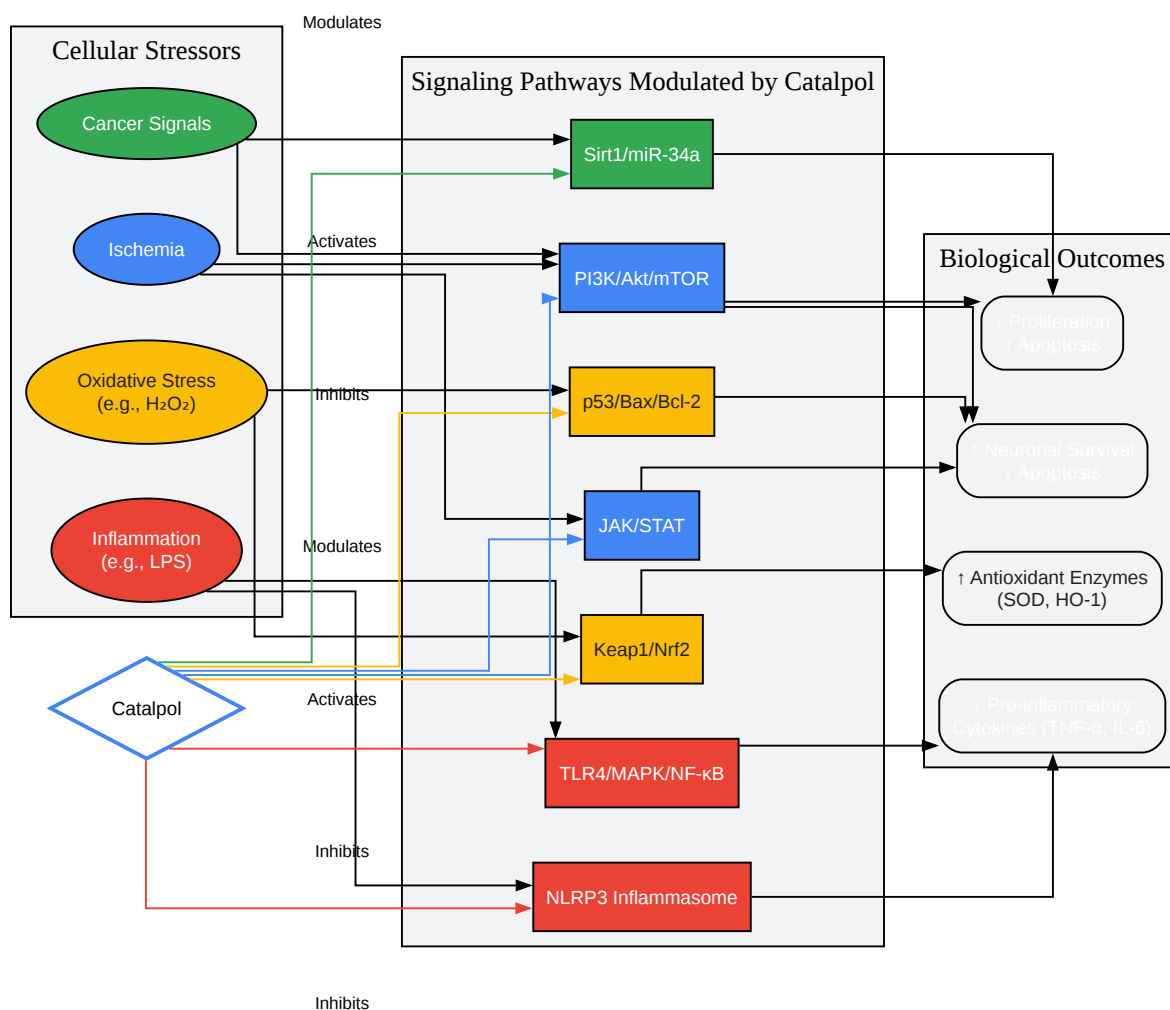 Modulates
Cellular Stressors
Cancer Signals
Ischemia
Oxidative Stress
(e.g., H₂O₂)
Inflammation
(e.g., LPS)
Catalpol
Activates
Inhibits
Modulates
Activates
Inhibits
Inhibits
Signaling Pathways Modulated by Catalpol
Sirt1/miR-34a
PI3K/Akt/mTOR
p53/Bax/Bcl-2
JAK/STAT
Keap1/Nrf2
TLR4/MAPK/NF-κB
NLRP3 Inflammasome
Biological Outcomes
↓ Proliferation
↑ Apoptosis
↑ Neuronal Survival
↓ Apoptosis
↑ Antioxidant Enzymes
(SOD, HO-1)
↓ Pro-inflammatory
Cytokines (TNF-α, IL-6)